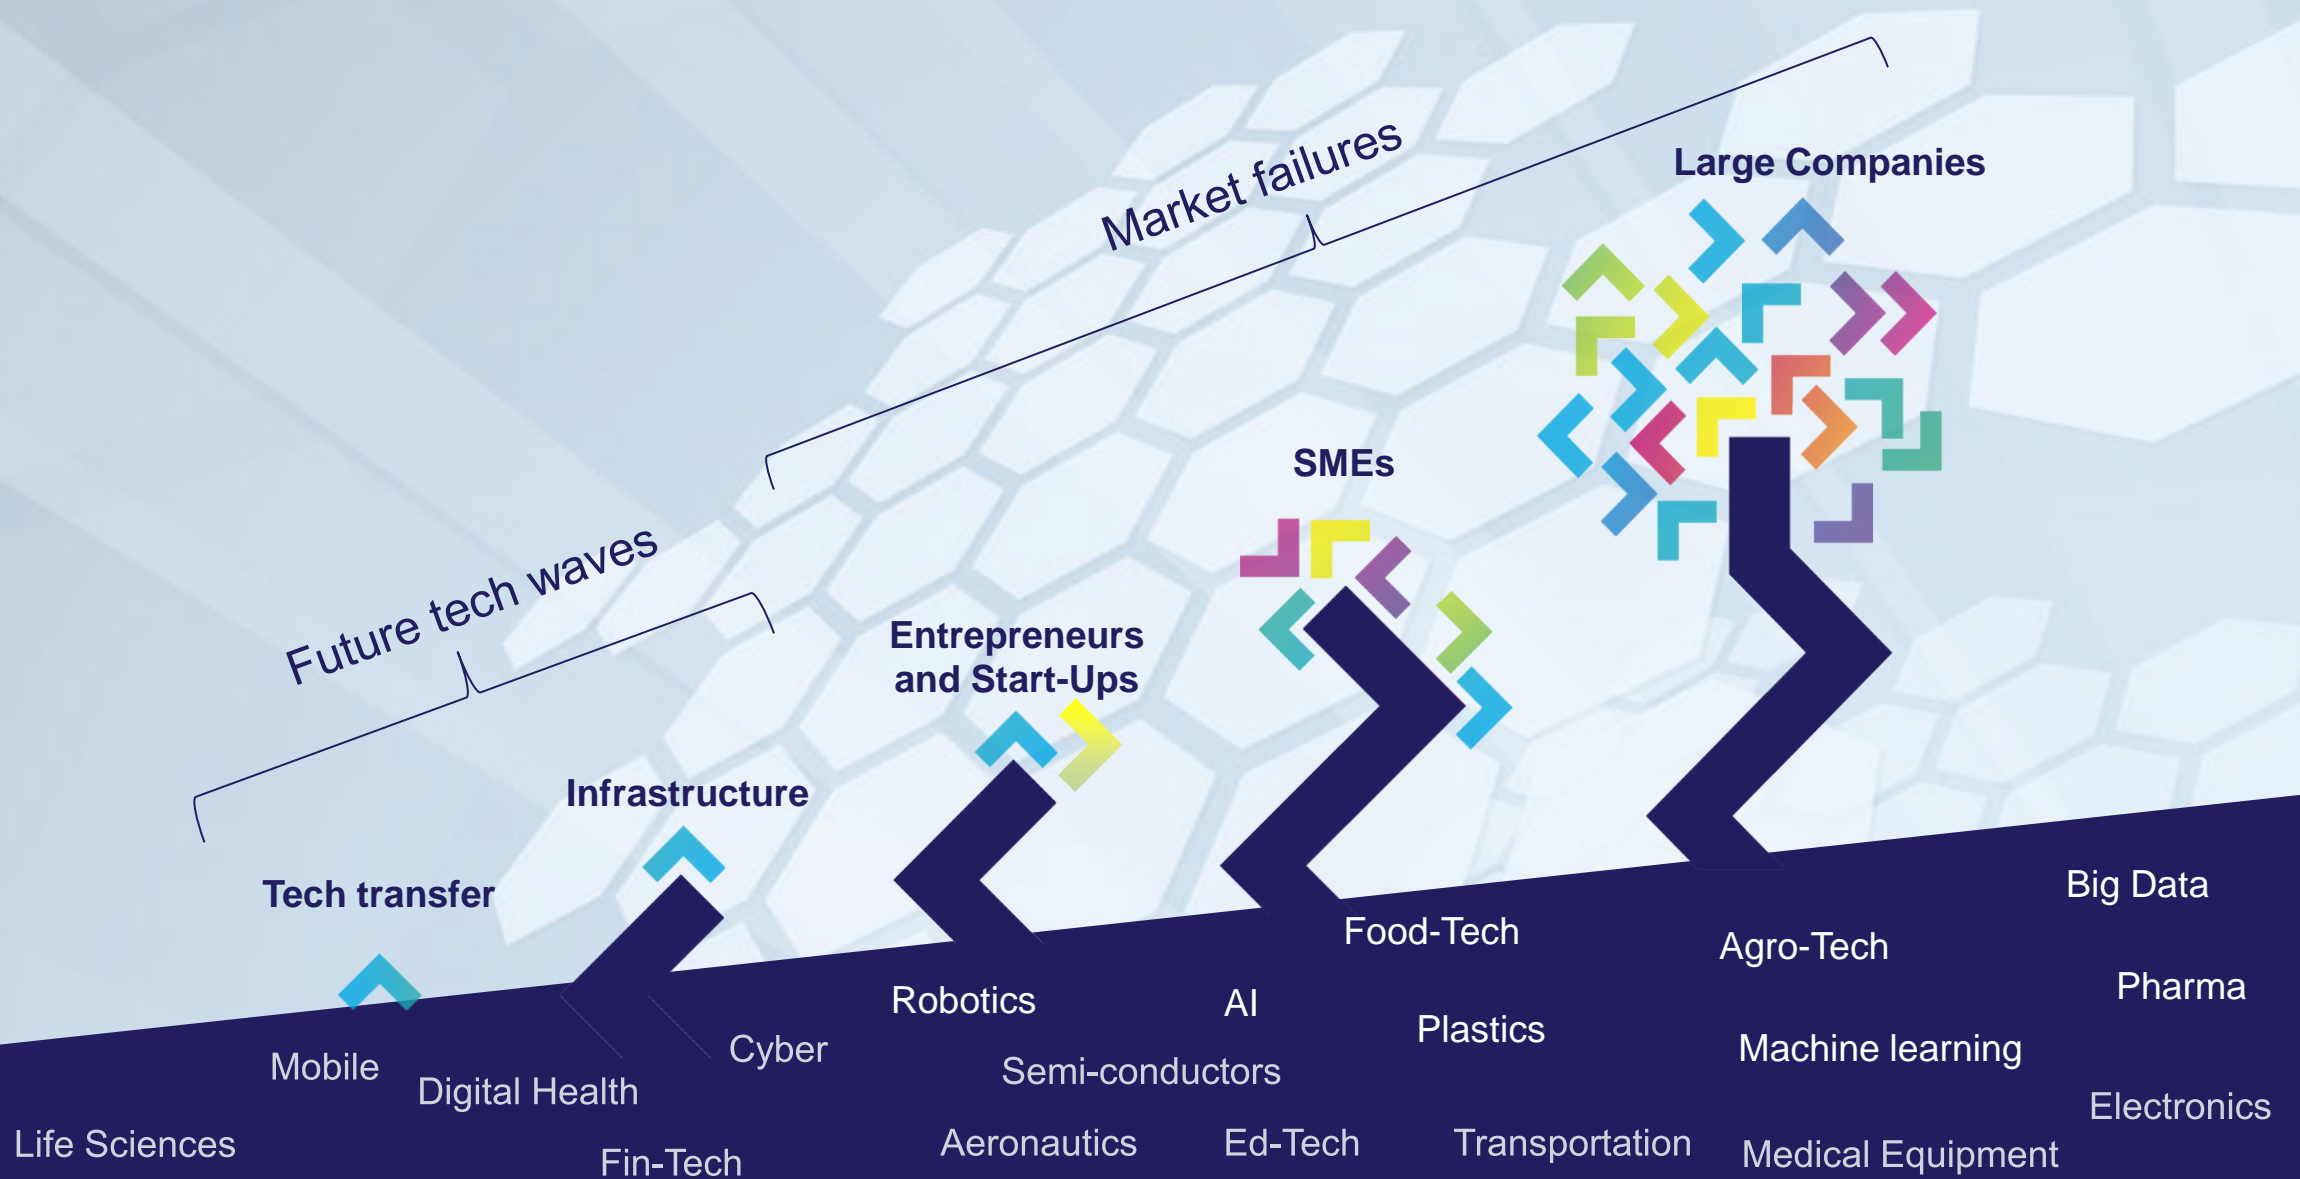 Market failures
Large Companies
SMEs
Future tech waves
Entrepreneurs
and Start-Ups
Infrastructure
Tech transfer
Big Data
Food-Tech
Agro-Tech
Pharma
Robotics
AI
Plastics
Machine learning
Cyber
Mobile
Semi-conductors
Digital Health
Electronics
Life Sciences
Aeronautics
Ed-Tech
Transportation
Medical Equipment
Fin-Tech